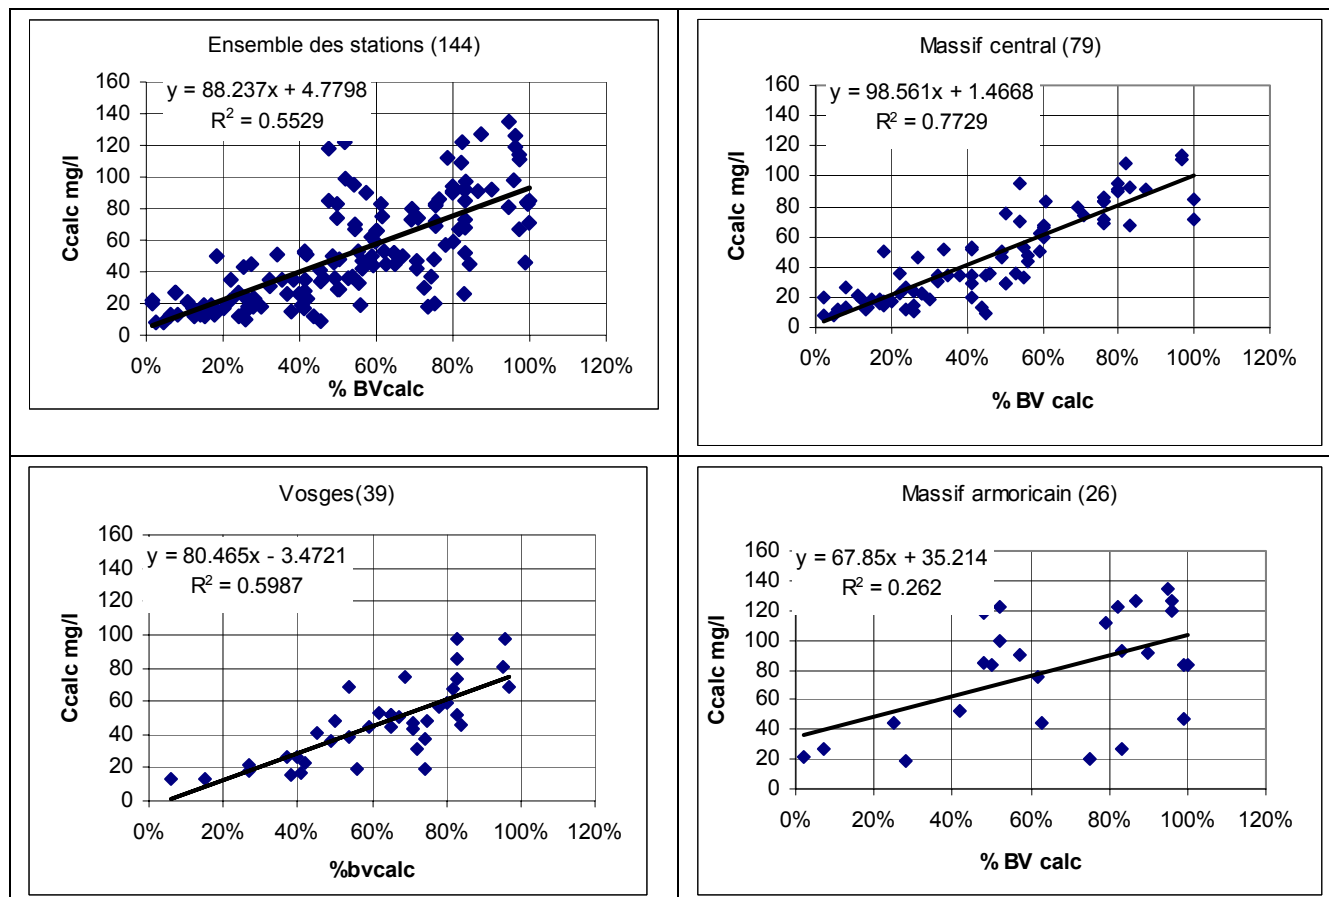 Ensemble des stations (144)
y = 88.237x + 4.7798
R² = 0.5529
Ccalc mg/l
160
140
120
100
80
60
40
20
0
0% 20% 40% 60% 80% 100% 120%
% BVcalc
Massif central (79)
y = 98.561x + 1.4668
R² = 0.7729
Ccalc mg/l
160
140
120
100
80
60
40
20
0
0% 20% 40% 60% 80% 100% 120%
% BV calc
Vosges(39)
y = 80.465x - 3.4721
R² = 0.5987
Ccalc mg/l
160
140
120
100
80
60
40
20
0
0% 20% 40% 60% 80% 100% 120%
%bvcalc
Massif armoricain (26)
y = 67.85x + 35.214
R² = 0.262
Ccalc mg/l
160
140
120
100
80
60
40
20
0
0% 20% 40% 60% 80% 100% 120%
% BV calc